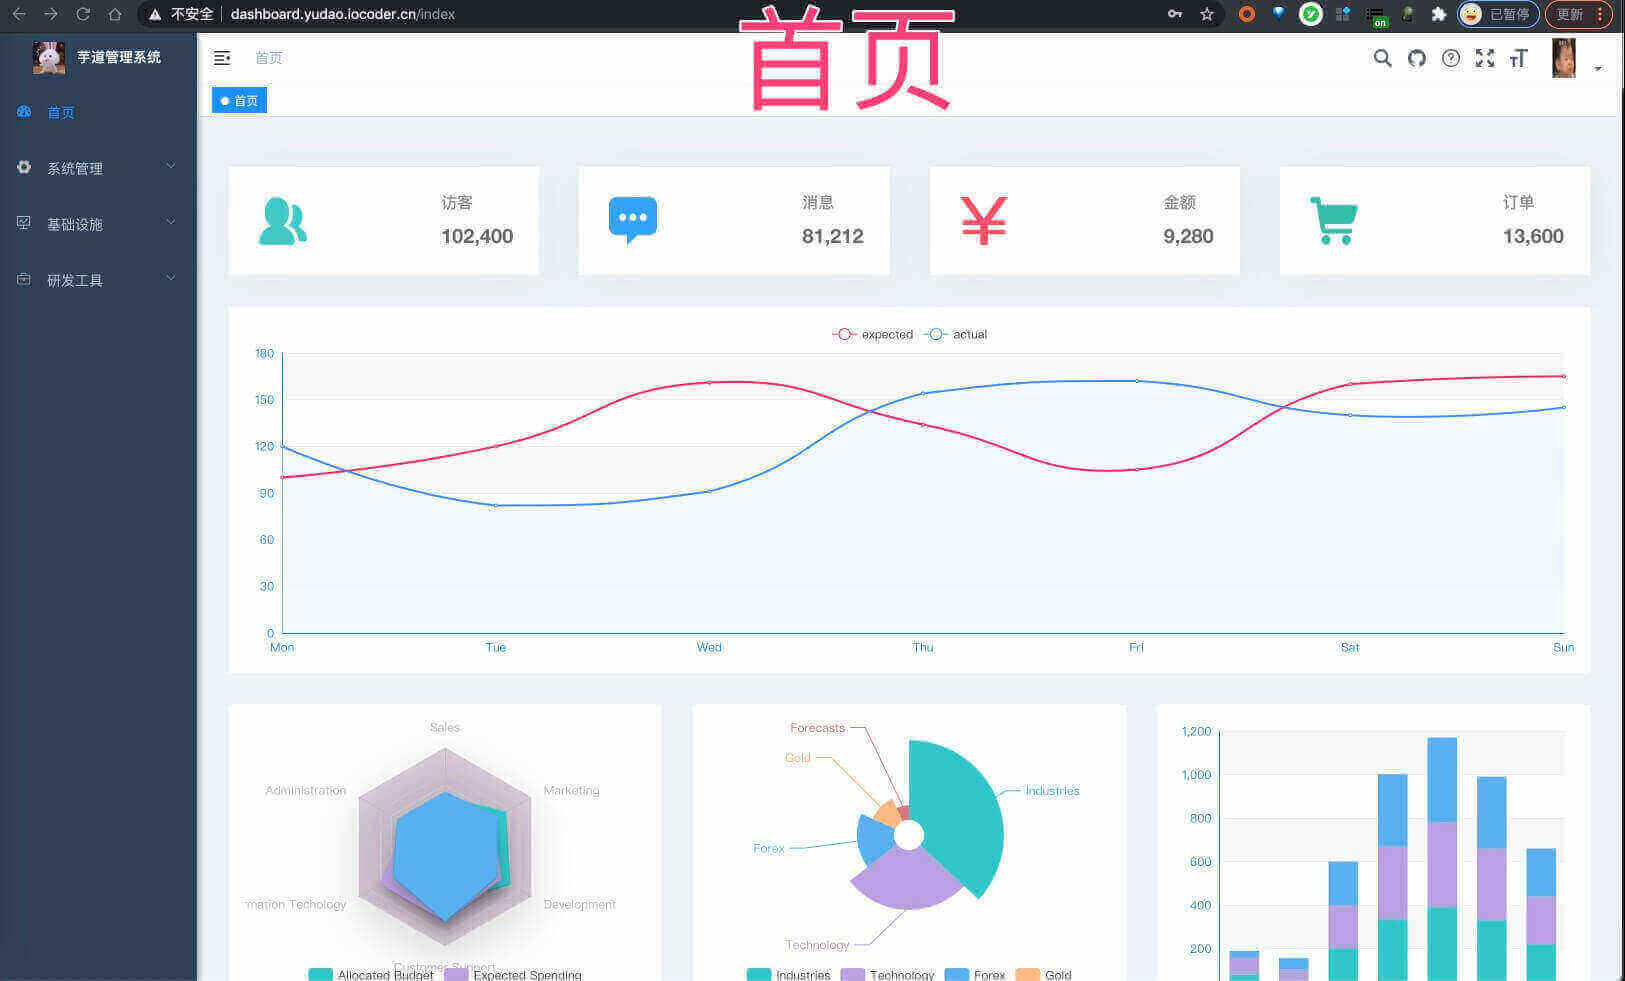 不安全 dashboard.yudao.iocoder.cn/index
on
已暂停
更新
首页
芋道管理系统
首页
首页
系统管理
基础设施
研发工具
首页
访客
102,400
消息
81,212
金额
9,280
订单
13,600
expected actual
180
150
120
90
60
30
0
Mon Tue Wed Thu Fri Sat Sun
Sales
Administration
Marketing
mation Techology
Development
Customer Support
Allocated Budget Expected Spending
Forecasts
Gold
Industries
Forex
Technology
Industries Technology Forex Gold
1,200
1,000
800
600
400
200